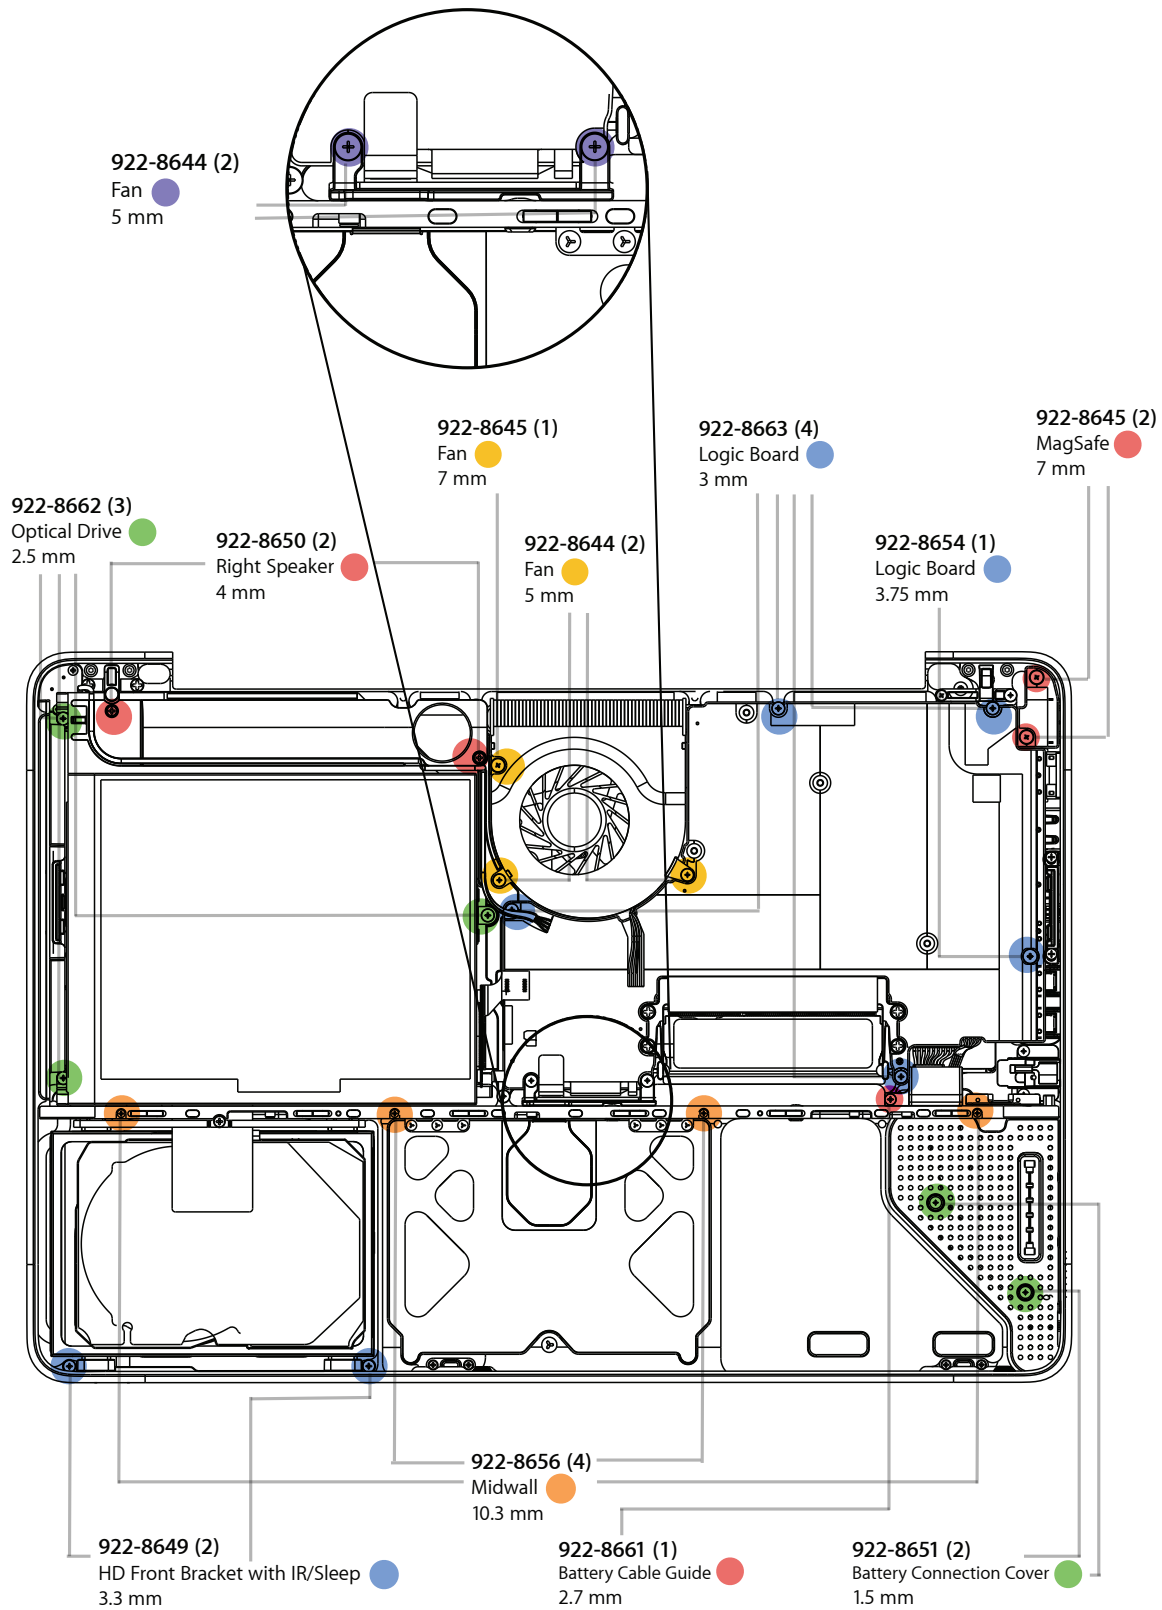 922-8644 (2)
Fan
5 mm
922-8645 (1)
Fan
7 mm
922-8663 (4)
Logic Board
3 mm
922-8645 (2)
MagSafe
7 mm
922-8662 (3)
Optical Drive
2.5 mm
922-8650 (2)
Right Speaker
4 mm
922-8644 (2)
Fan
5 mm
922-8654 (1)
Logic Board
3.75 mm
922-8656 (4)
Midwall
10.3 mm
922-8649 (2)
HD Front Bracket with IR/Sleep
3.3 mm
922-8661 (1)
Battery Cable Guide
2.7 mm
922-8651 (2)
Battery Connection Cover
1.5 mm